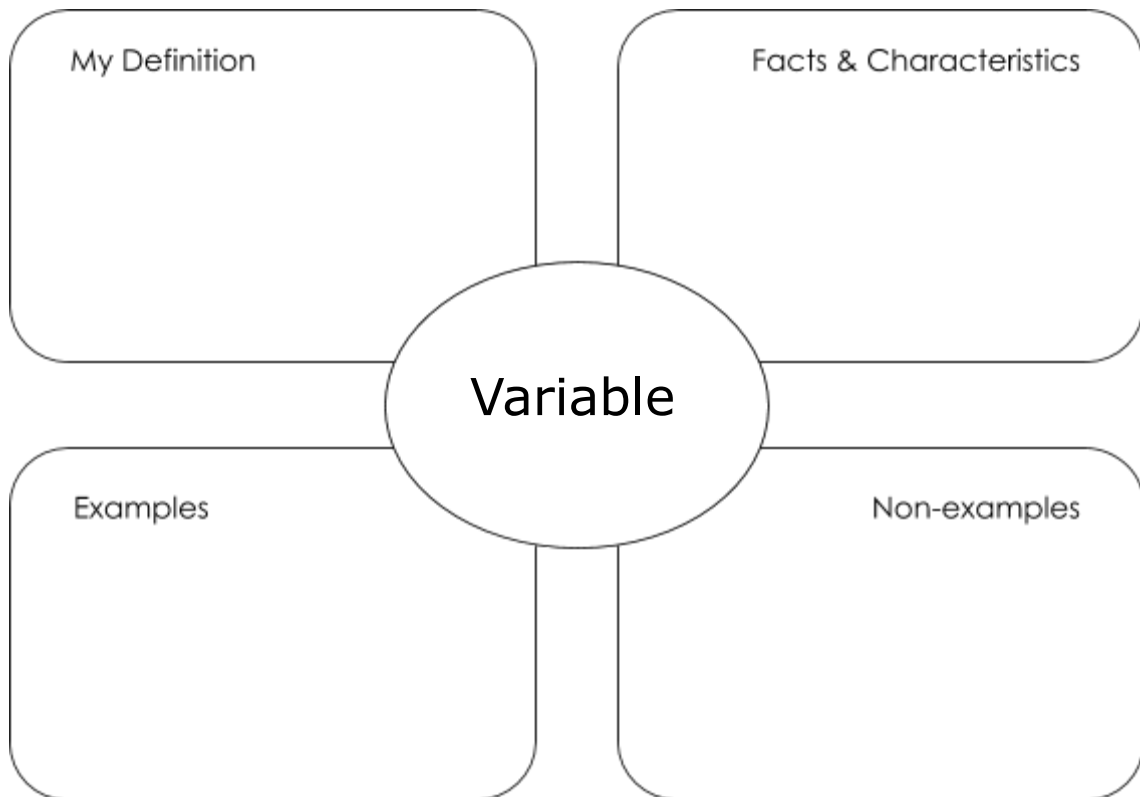 My Definition
Facts & Characteristics
Variable
Examples
Non-examples